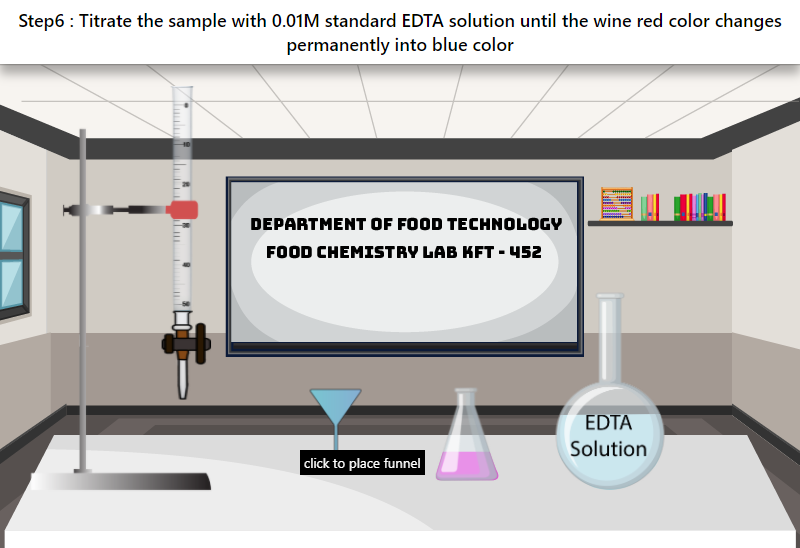 Step6 : Titrate the sample with 0.01M standard EDTA solution until the wine red color changes
permanently into blue color
0
10
20
30
40
50
DEPARTMENT OF FOOD TECHNOLOGY
FOOD CHEMISTRY LAB KFT - 452
EDTA
Solution
click to place funnel